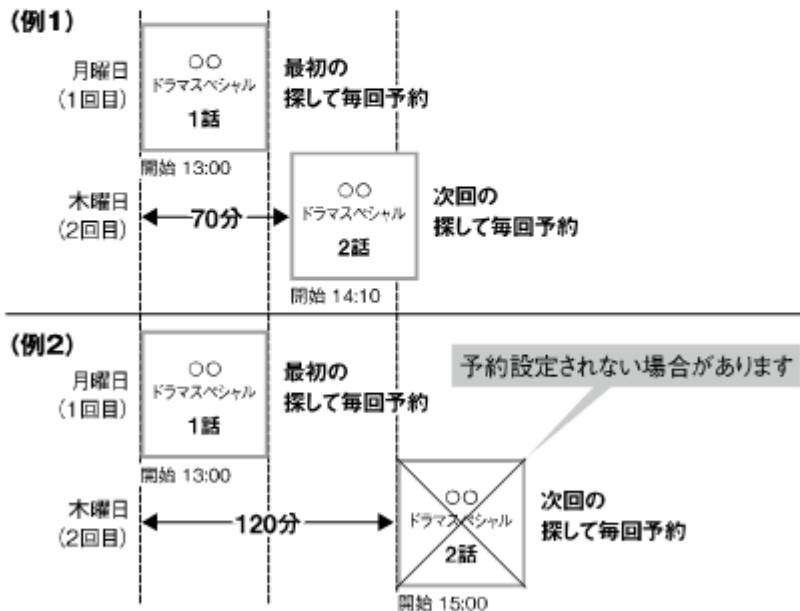 (例1)
月曜日
(1回目)
○○
ドラマスペシャル
1話
最初の
探して毎回予約
開始 13:00
木曜日
(2回目)
70分
○○
ドラマスペシャル
2話
次回の
探して毎回予約
開始 14:10
(例2)
月曜日
(1回目)
○○
ドラマスペシャル
1話
最初の
探して毎回予約
予約設定されない場合があります
開始 13:00
木曜日
(2回目)
120分
○○
ドラマスペシャル
2話
次回の
探して毎回予約
開始 15:00